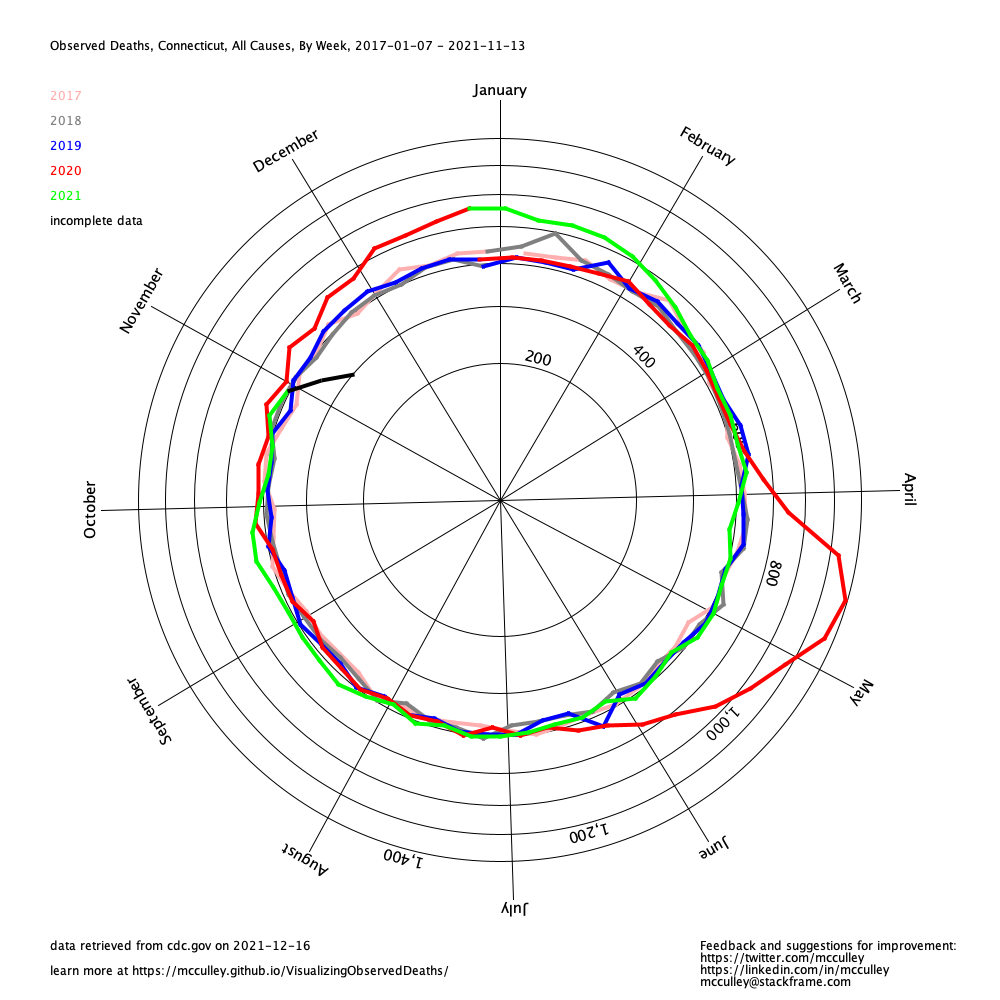 Observed Deaths, Connecticut, All Causes, By Week, 2017-01-07 - 2021-11-13
January
2017
2018
2019
2020
2021
incomplete data
December
February
November
March
200
400
October
April
800
September
May
1,000
August
1,200
1,400
June
July
data retrieved from cdc.gov on 2021-12-16
learn more at https://mcculley.github.io/VisualizingObservedDeaths/
Feedback and suggestions for improvement:
https://twitter.com/mcculley
https://linkedin.com/in/mcculley
mcculley@stackframe.com